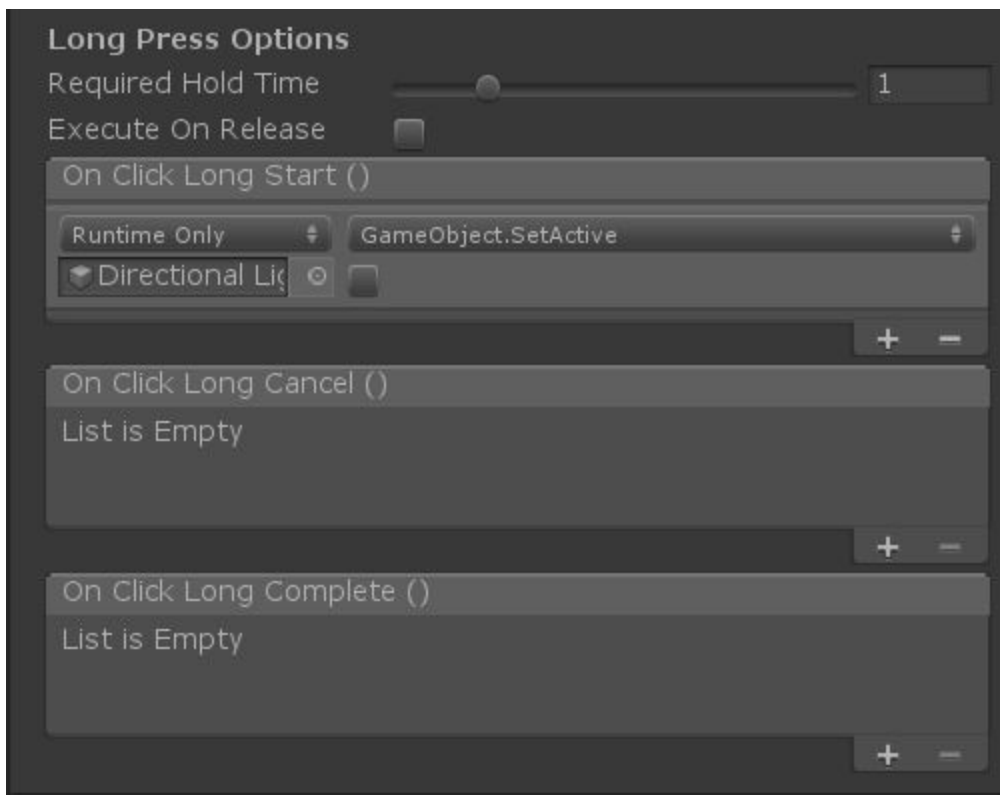 Long Press Options
Required Hold Time 1
Execute On Release
On Click Long Start ()
Runtime Only GameObject.SetActive
Directional Lig
+ −
On Click Long Cancel ()
List is Empty
+ −
On Click Long Complete ()
List is Empty
+ −